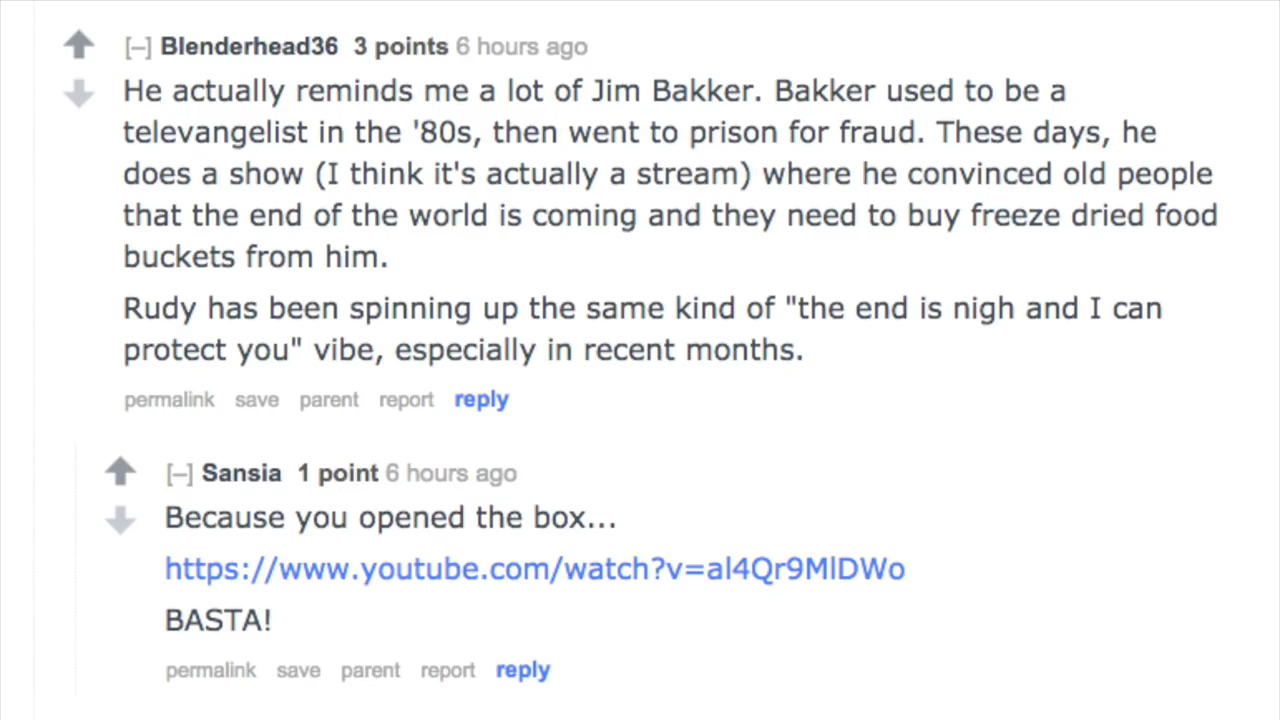 [–] Blenderhead36 3 points 6 hours ago
He actually reminds me a lot of Jim Bakker. Bakker used to be a
televangelist in the '80s, then went to prison for fraud. These days, he
does a show (I think it's actually a stream) where he convinced old people
that the end of the world is coming and they need to buy freeze dried food
buckets from him.
Rudy has been spinning up the same kind of "the end is nigh and I can
protect you" vibe, especially in recent months.
permalink save parent report reply
[–] Sansia 1 point 6 hours ago
Because you opened the box...
https://www.youtube.com/watch?v=al4Qr9MlDWo
BASTA!
permalink save parent report reply